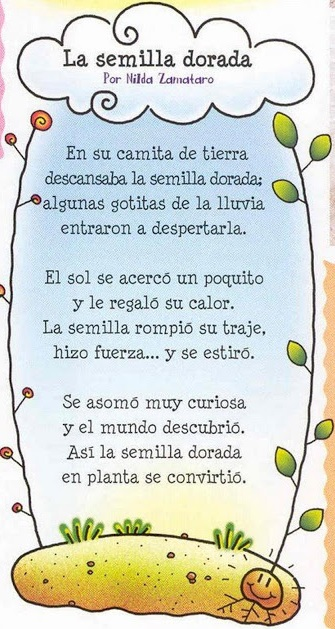 La semilla dorada
Por Nilda Zamataro
En su camita de tierra
descansaba la semilla dorada;
algunas gotitas de la lluvia
entraron a despertarla.
El sol se acercó un poquito
y le regaló su calor.
La semilla rompió su traje,
hizo fuerza... y se estiró.
Se asomó muy curiosa
y el mundo descubrió.
Así la semilla dorada
en planta se convirtió.